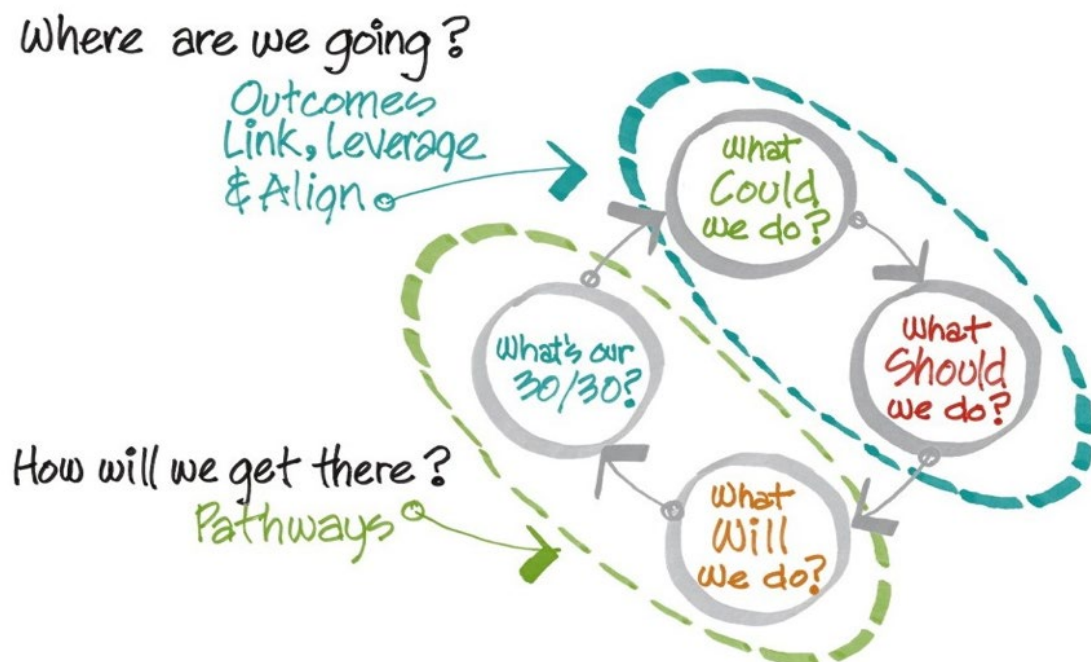 Where are we going?
Outcomes
Link, Leverage
& Align
What
Could
we do?
What
Should
we do?
What's our
30/30?
How will we get there?
Pathways
What
Will
we do?